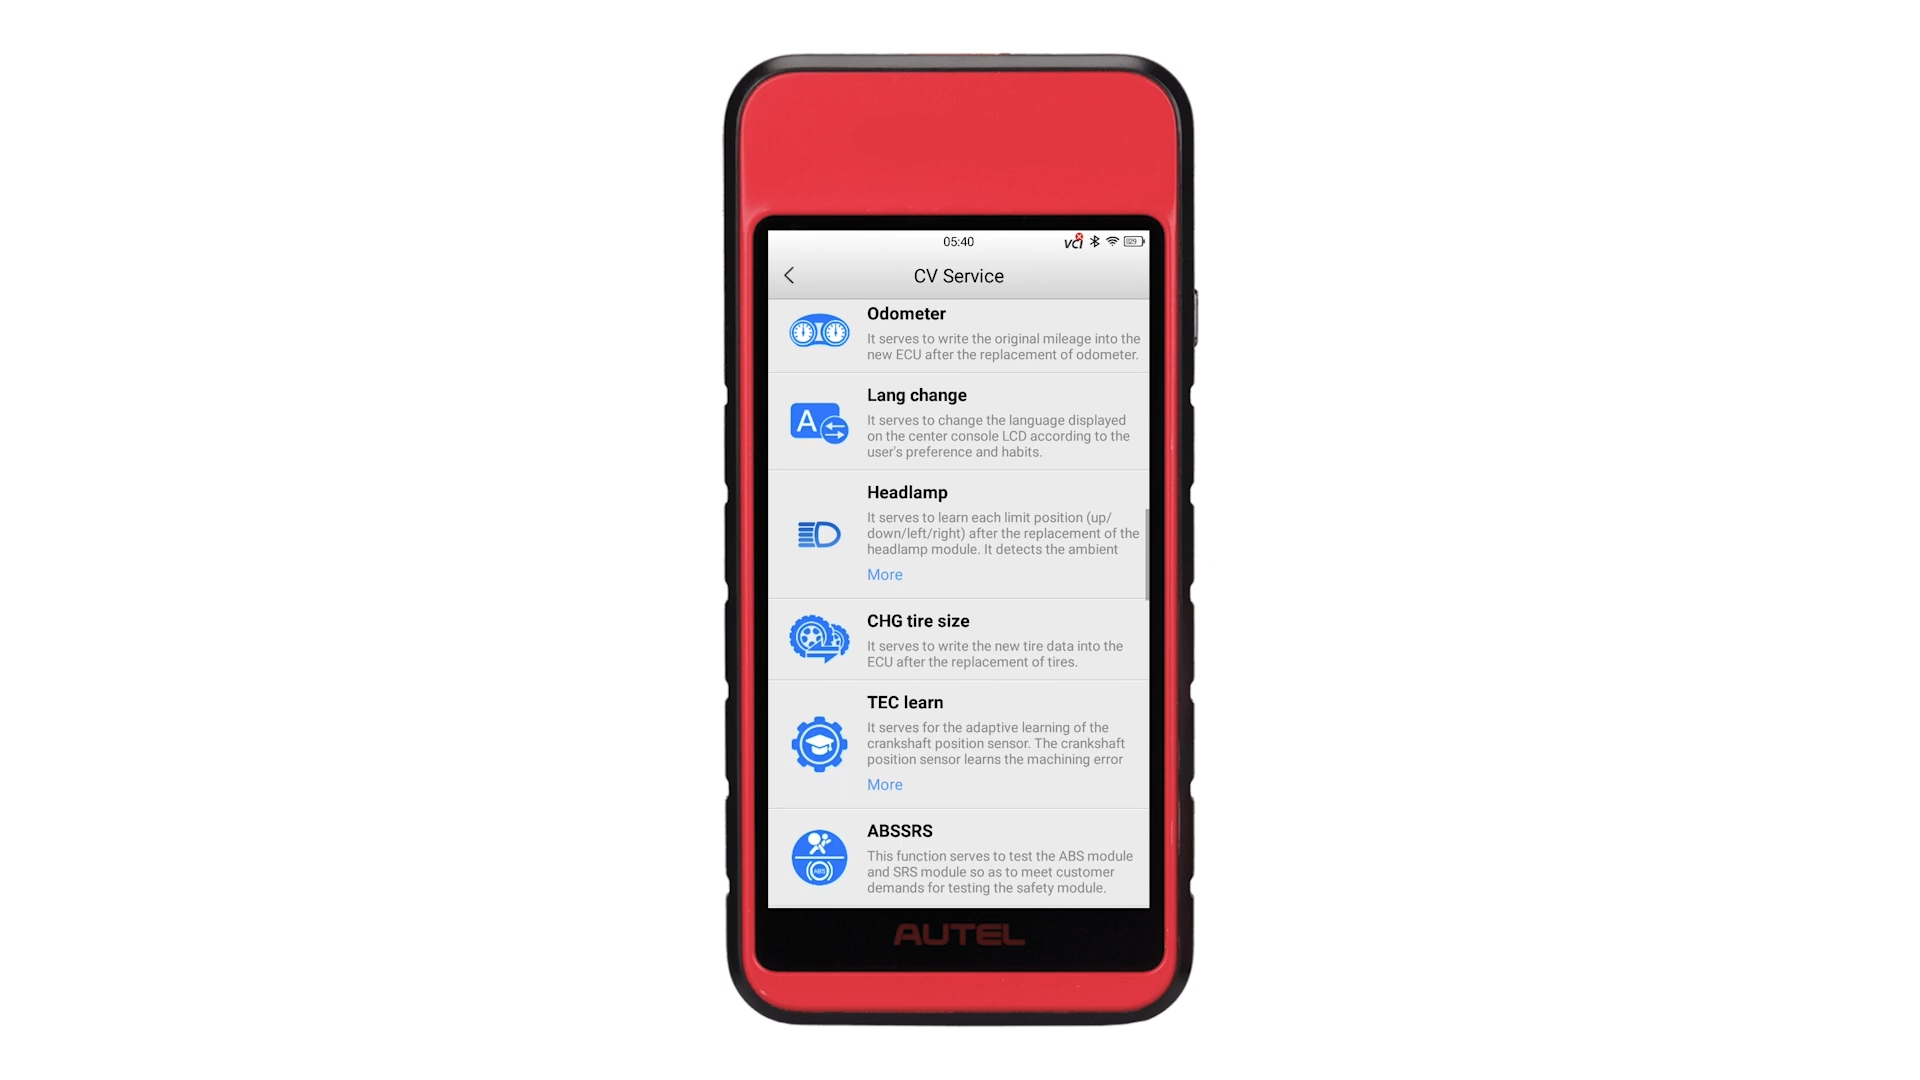 05:40
VCI
29
CV Service
Odometer
It serves to write the original mileage into the
new ECU after the replacement of odometer.
A
Lang change
It serves to change the language displayed
on the center console LCD according to the
user's preference and habits.
Headlamp
It serves to learn each limit position (up/
down/left/right) after the replacement of the
headlamp module. It detects the ambient
More
CHG tire size
It serves to write the new tire data into the
ECU after the replacement of tires.
TEC learn
It serves for the adaptive learning of the
crankshaft position sensor. The crankshaft
position sensor learns the machining error
More
ABSSRS
ABS
This function serves to test the ABS module
and SRS module so as to meet customer
demands for testing the safety module.
AUTEL